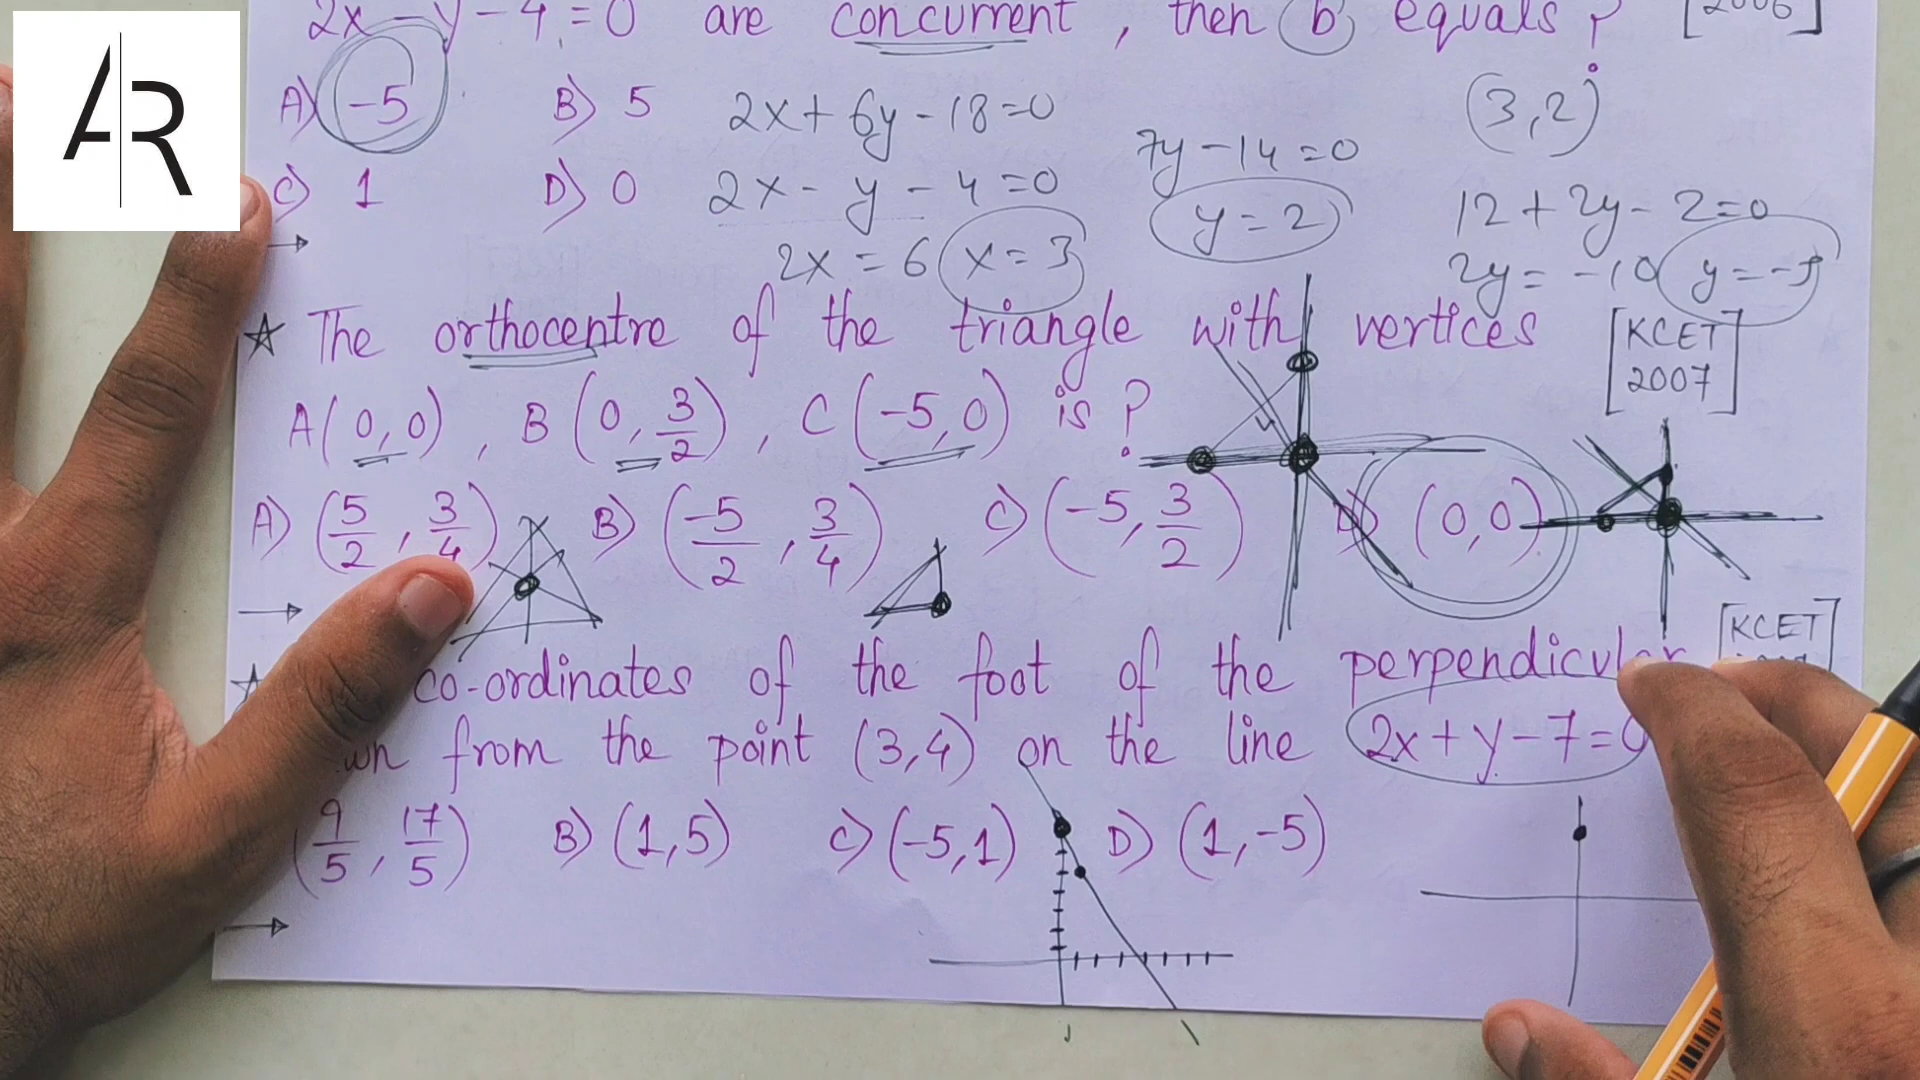 AR
2x - y - 4 = 0 are concurrent, then b equals? [2006]
A) -5 B) 5
C) 1 D) 0
2x + 6y - 18 = 0
2x - y - 4 = 0
2x = 6 x = 3
7y - 14 = 0
y = 2
(3,2)
12 + 2y - 2 = 0
2y = -10 y = -5
☆ The orthocentre of the triangle with vertices [KCET 2007]
A(0,0), B(0, 3/2), C(-5,0) is?
A) (5/2, 3/4) B) (-5/2, 3/4) C) (-5, 3/2) D) (0,0)
→
co-ordinates of the foot of the perpendicular [KCET
from the point (3,4) on the line 2x + y - 7 = 0
(9/5, 17/5) B) (1,5) C) (-5,1) D) (1,-5)
→